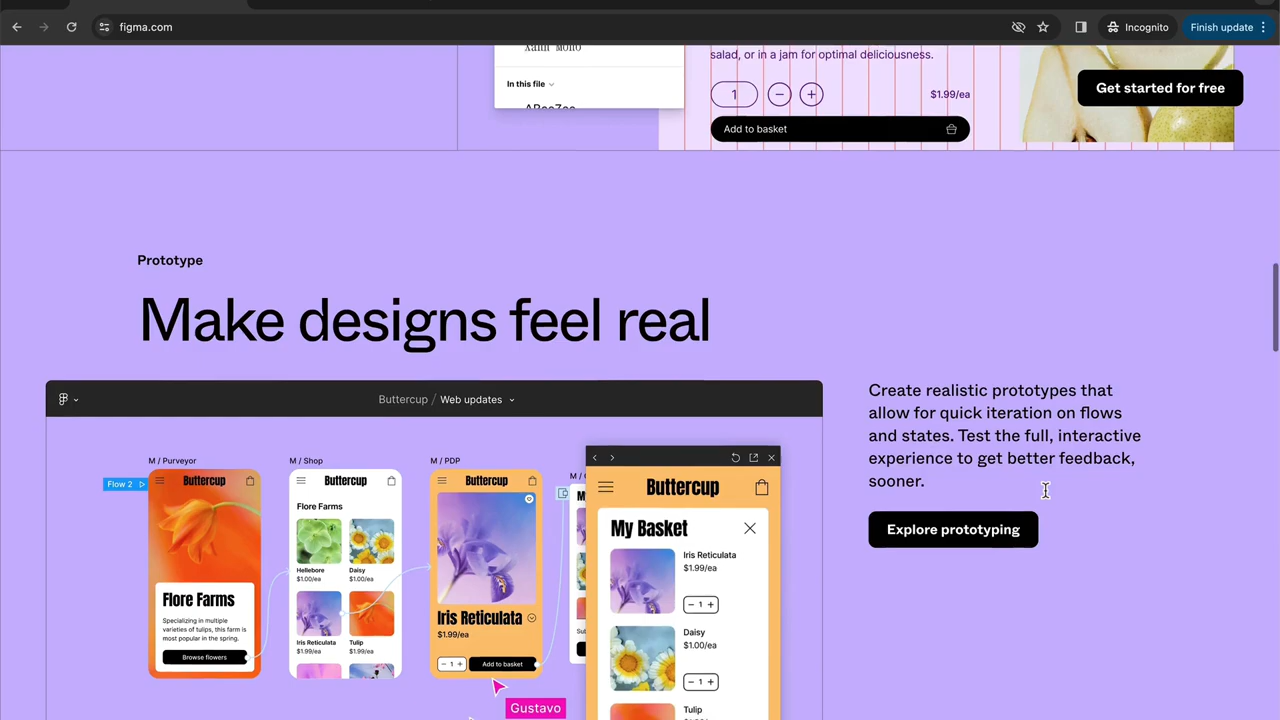 figma.com
Incognito
Finish update
In this file
salad, or in a jam for optimal deliciousness.
1
$1.99/ea
Add to basket
Get started for free
Prototype
Make designs feel real
Buttercup / Web updates
Create realistic prototypes that
allow for quick iteration on flows
and states. Test the full, interactive
experience to get better feedback,
sooner.
Explore prototyping
Flow 2
M / Purveyor
Buttercup
Flore Farms
Specializing in multiple
varieties of tulips, this farm is
most popular in the spring.
Browse flowers
M / Shop
Buttercup
Flore Farms
Hellebore
$1.00/ea
Daisy
$1.00/ea
Iris Reticulata
$1.99/ea
Tulip
$1.99/ea
M / PDP
Buttercup
Iris Reticulata
$1.99/ea
1
Add to basket
Gustavo
Buttercup
My Basket
Iris Reticulata
$1.99/ea
1
Daisy
$1.00/ea
1
Tulip
$1.99/ea